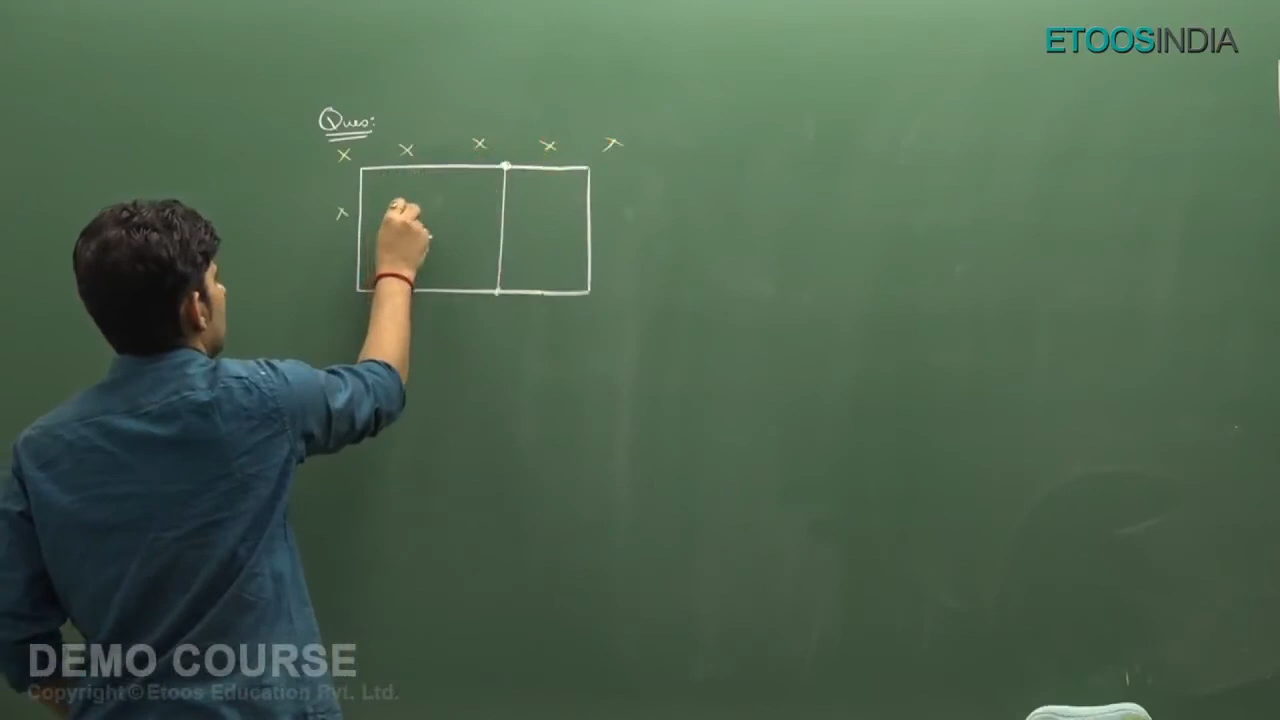 ETOOSINDIA
Ques:
x x x x x
x
DEMO COURSE
Copyright © Etoos Education Pvt. Ltd.